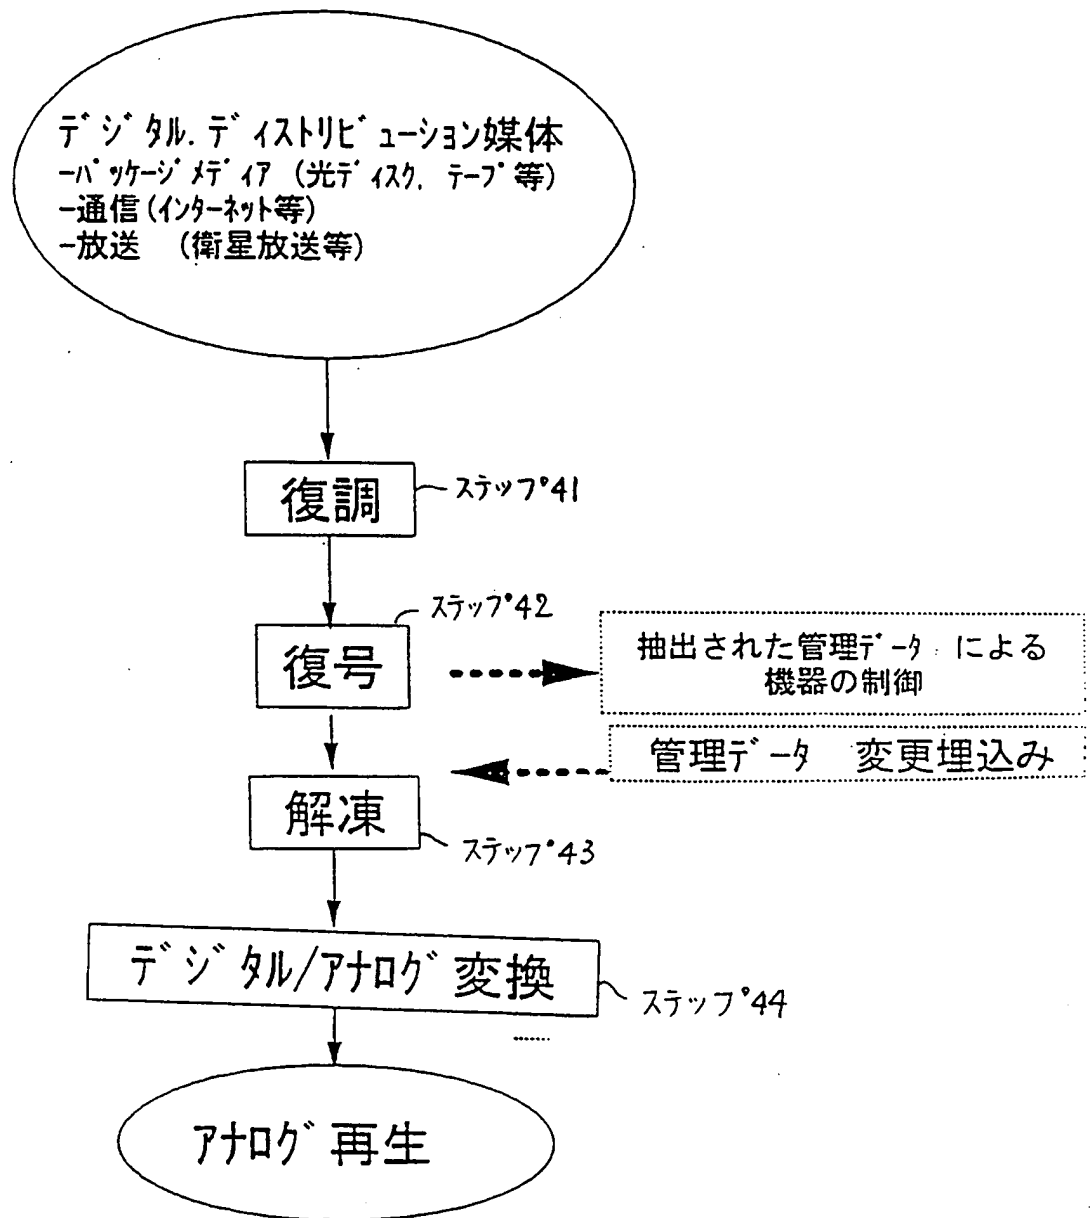 デジタル.ディストリビューション媒体
-パッケージメディア (光ディスク, テープ等)
-通信(インターネット等)
-放送 (衛星放送等)
復調
ステップ41
ステップ42
復号
抽出された管理データ による
機器の制御
管理データ 変更埋込み
解凍
ステップ43
デジタル/アナログ変換
ステップ44
アナログ再生